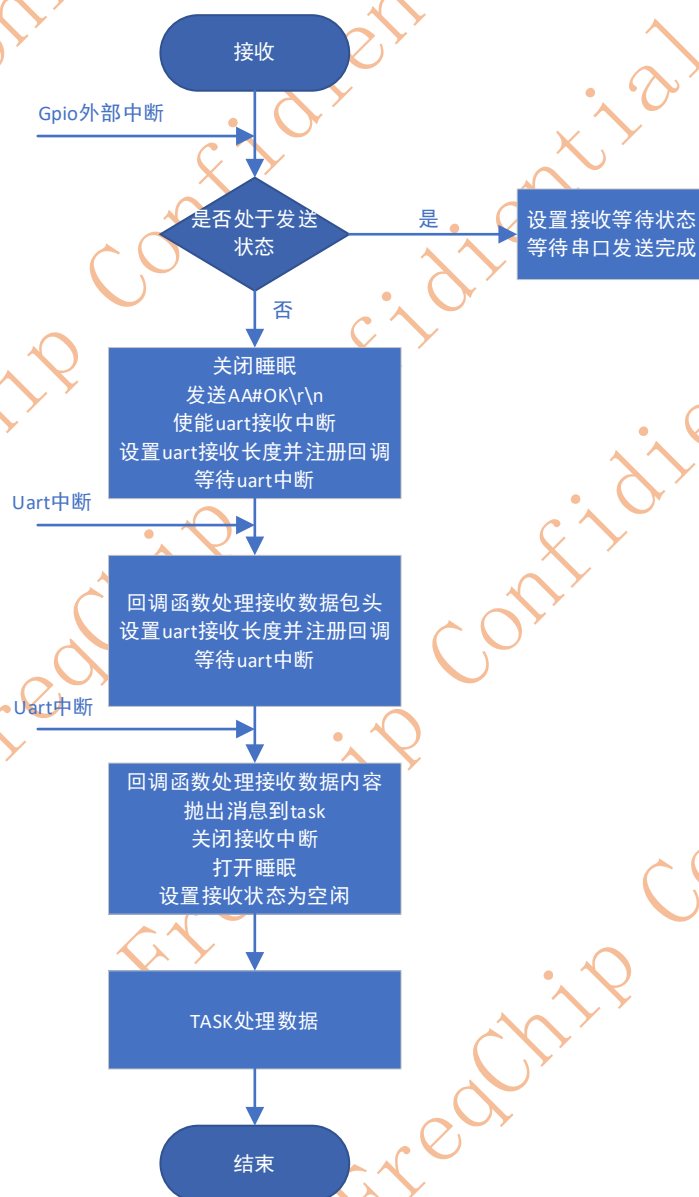 接收
Gpio外部中断
是否处于发送
状态
是
设置接收等待状态
等待串口发送完成
否
关闭睡眠
发送AA#OK\r\n
使能uart接收中断
设置uart接收长度并注册回调
等待uart中断
Uart中断
回调函数处理接收数据包头
设置uart接收长度并注册回调
等待uart中断
Uart中断
回调函数处理接收数据内容
抛出消息到task
关闭接收中断
打开睡眠
设置接收状态为空闲
TASK处理数据
结束
FreqChip Confidential